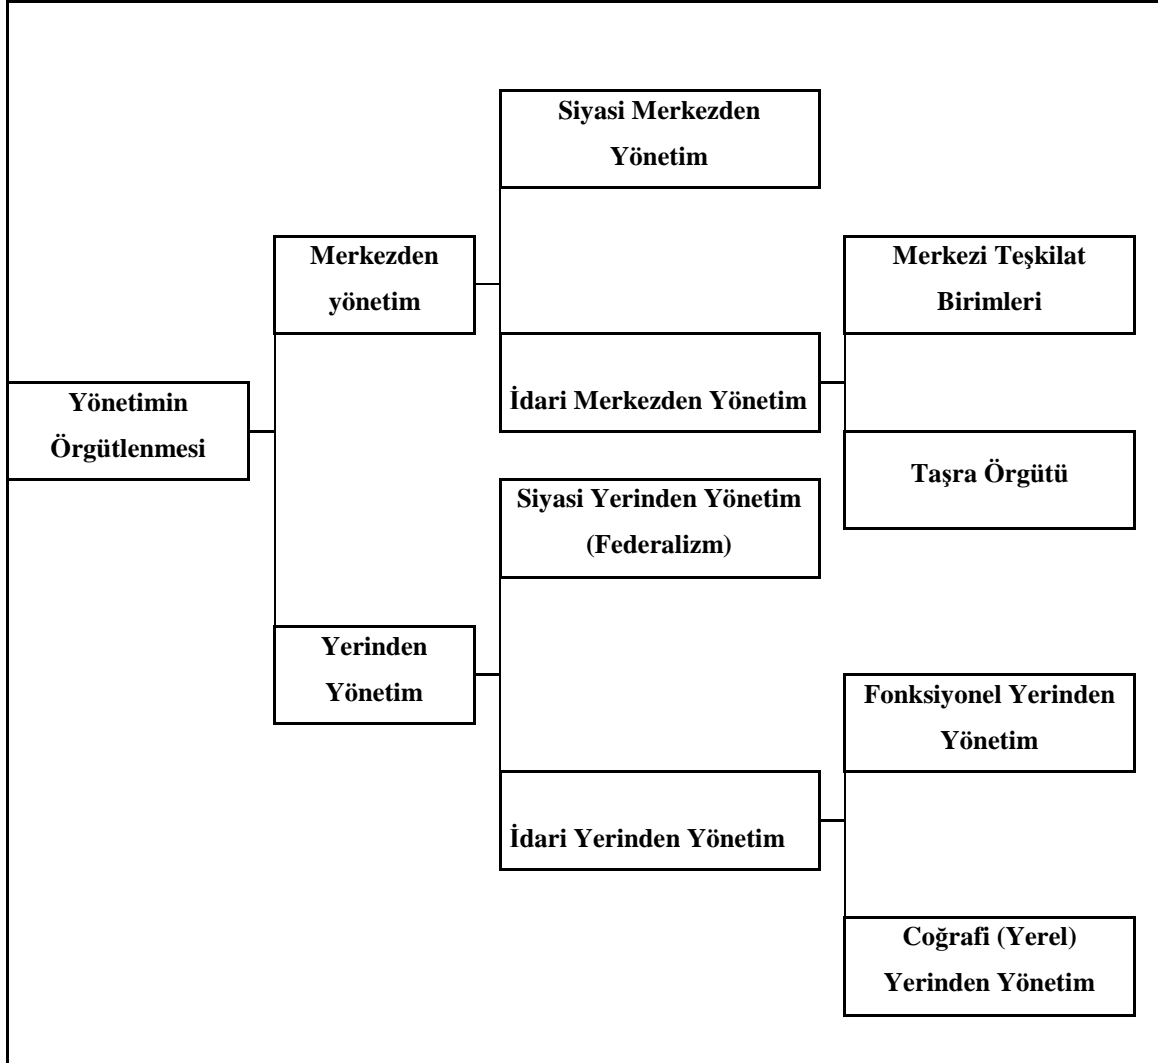 Siyasi Merkezden
Yönetim
Merkezden
yönetim
Merkezi Teşkilat
Birimleri
İdari Merkezden Yönetim
Yönetimin
Örgütlenmesi
Taşra Örgütü
Siyasi Yerinden Yönetim
(Federalizm)
Yerinden
Yönetim
Fonksiyonel Yerinden
Yönetim
İdari Yerinden Yönetim
Coğrafi (Yerel)
Yerinden Yönetim